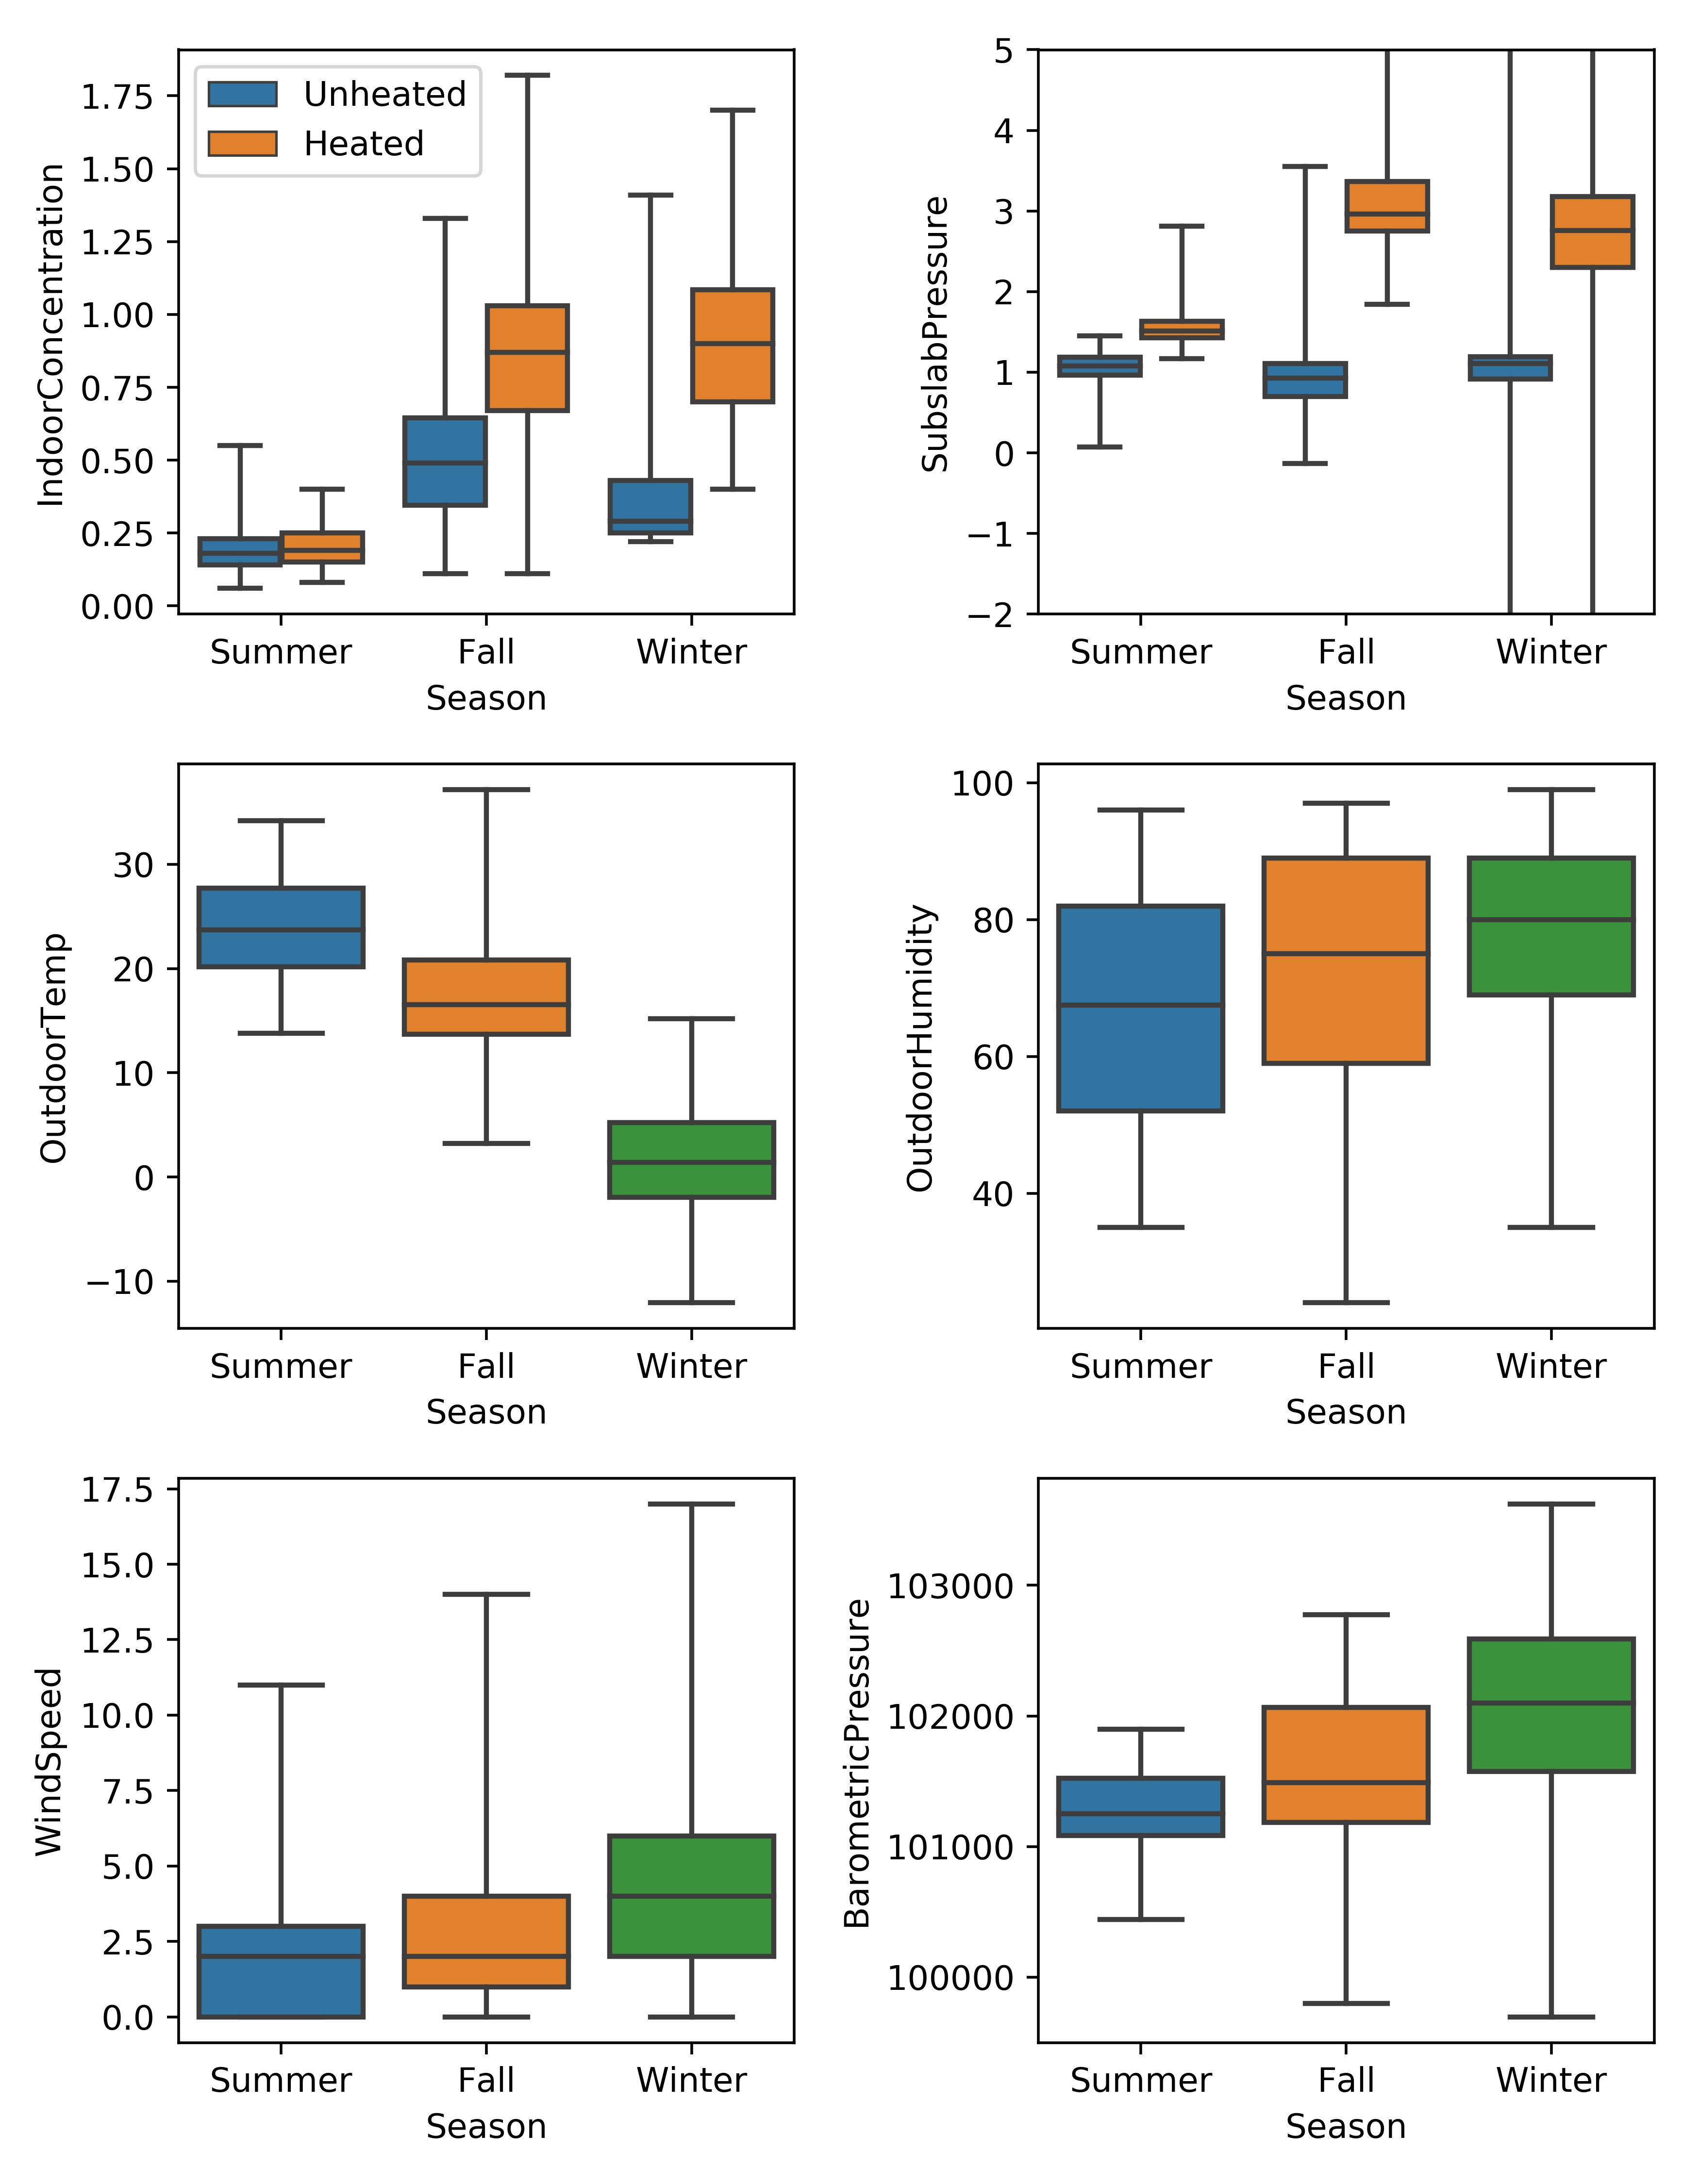 IndoorConcentration
1.75
1.50
1.25
1.00
0.75
0.50
0.25
0.00
Unheated
Heated
Summer Fall Winter
Season
SubslabPressure
5
4
3
2
1
0
−1
−2
Summer Fall Winter
Season
OutdoorTemp
30
20
10
0
−10
Summer Fall Winter
Season
OutdoorHumidity
100
80
60
40
Summer Fall Winter
Season
WindSpeed
17.5
15.0
12.5
10.0
7.5
5.0
2.5
0.0
Summer Fall Winter
Season
BarometricPressure
103000
102000
101000
100000
Summer Fall Winter
Season